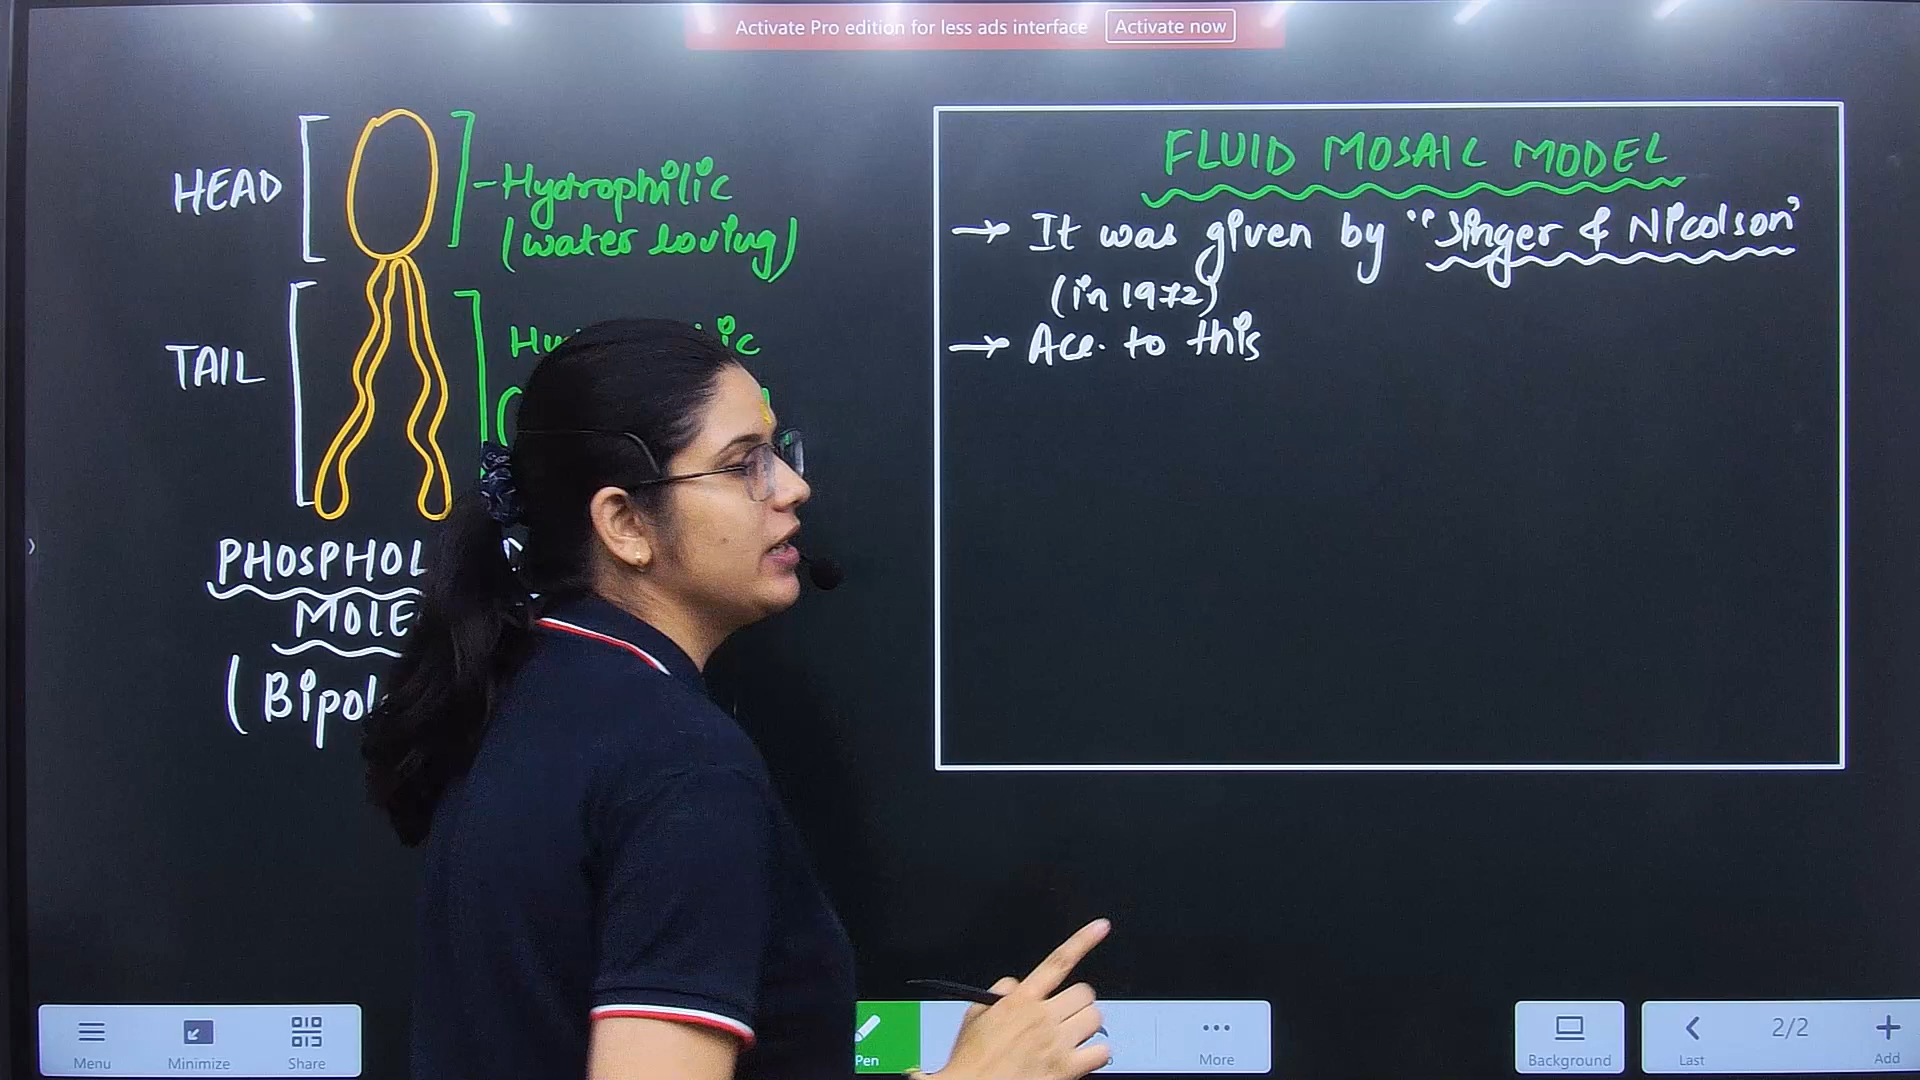 Activate Pro edition for less ads interface Activate now
HEAD
-Hydrophilic
(water loving)
TAIL
MOLE
FLUID MOSAIC MODEL
→ It was given by "Singer & Nicolson"
(in 1972)
→ Acc. to this
Menu
Minimize
Share
Pen
More
Background
Last
2/2
Add